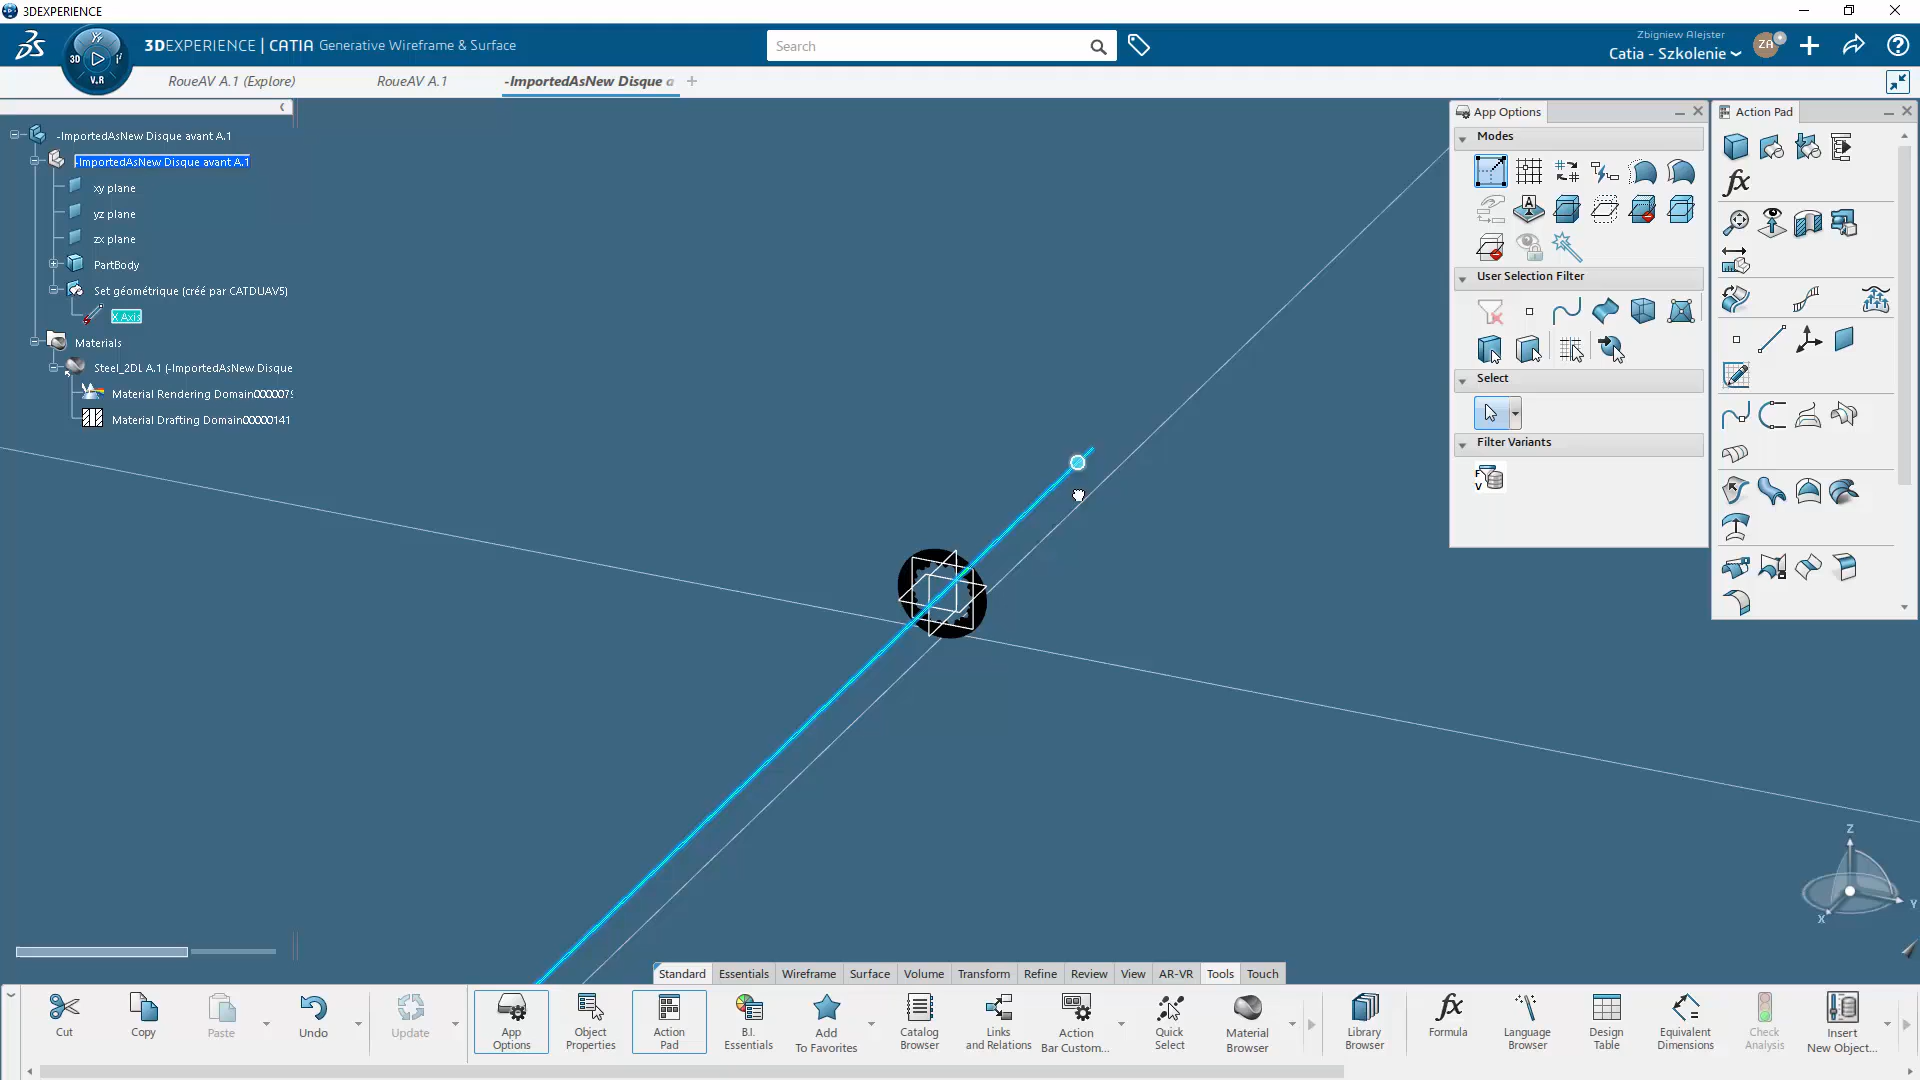 3DEXPERIENCE
3DEXPERIENCE | CATIA Generative Wireframe & Surface
3D
V.R
Search
Zbigniew Alejster
Catia - Szkolenie
ZA
RoueAV A.1 (Explore)
RoueAV A.1
-ImportedAsNew Disque a
-ImportedAsNew Disque avant A.1
-ImportedAsNew Disque avant A.1
xy plane
yz plane
zx plane
PartBody
Set géométrique (créé par CATDUAV5)
X Axis
Materials
Steel_2DL A.1 (-ImportedAsNew Disque
Material Rendering Domain0000079
Material Drafting Domain00000141
App Options
Modes
User Selection Filter
Select
Filter Variants
F
V
Action Pad
fx
Z
Y
X
Standard
Essentials
Wireframe
Surface
Volume
Transform
Refine
Review
View
AR-VR
Tools
Touch
Cut
Copy
Paste
Undo
Update
App
Options
Object
Properties
Action
Pad
B.I.
Essentials
Add
To Favorites
Catalog
Browser
Links
and Relations
Action
Bar Custom...
Quick
Select
Material
Browser
Library
Browser
fx
Formula
Language
Browser
Design
Table
Equivalent
Dimensions
Check
Analysis
Insert
New Object...